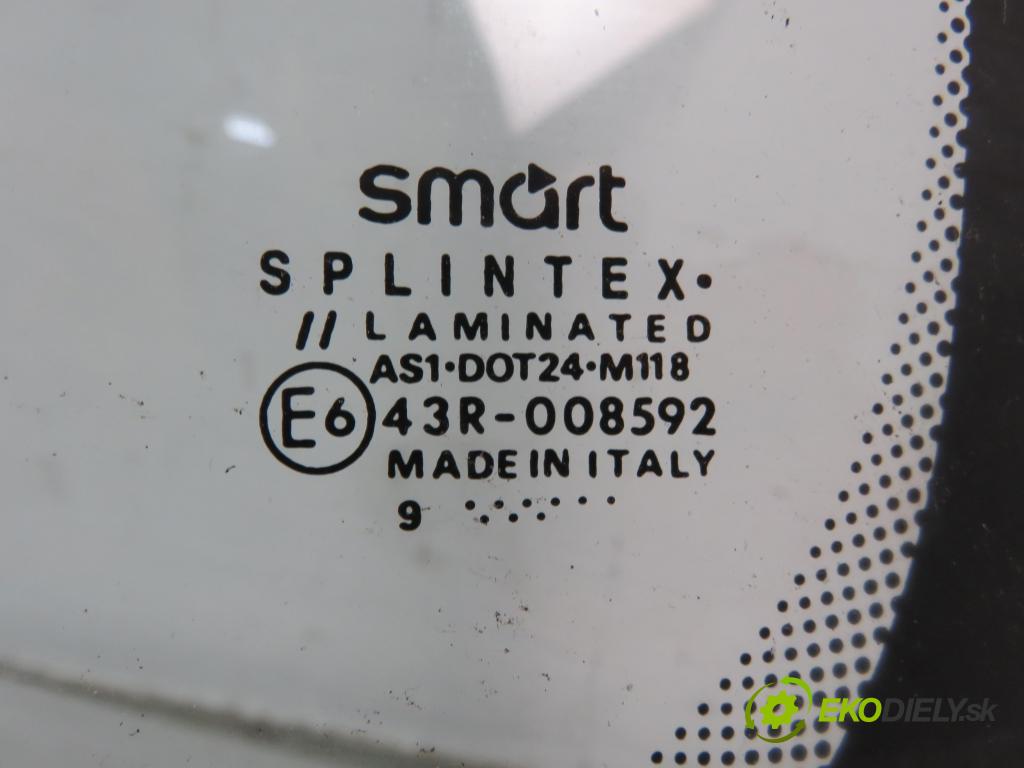 smart
SPLINTEX•
// LAMINATED
AS1•DOT24•M118
E6 43R-008592
MADE IN ITALY
9
EKODIELY.sk